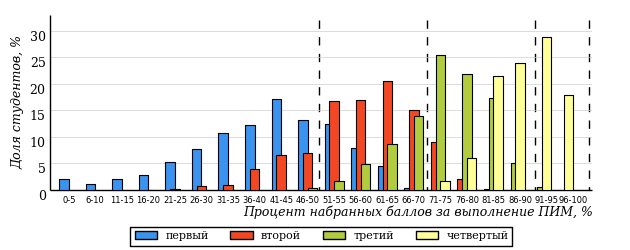 Доля студентов, %
30
25
20
15
10
5
0
0-5 6-10 11-15 16-20 21-25 26-30 31-35 36-40 41-45 46-50 51-55 56-60 61-65 66-70 71-75 76-80 81-85 86-90 91-95 96-100
Процент набранных баллов за выполнение ПИМ, %
первый второй третий четвертый